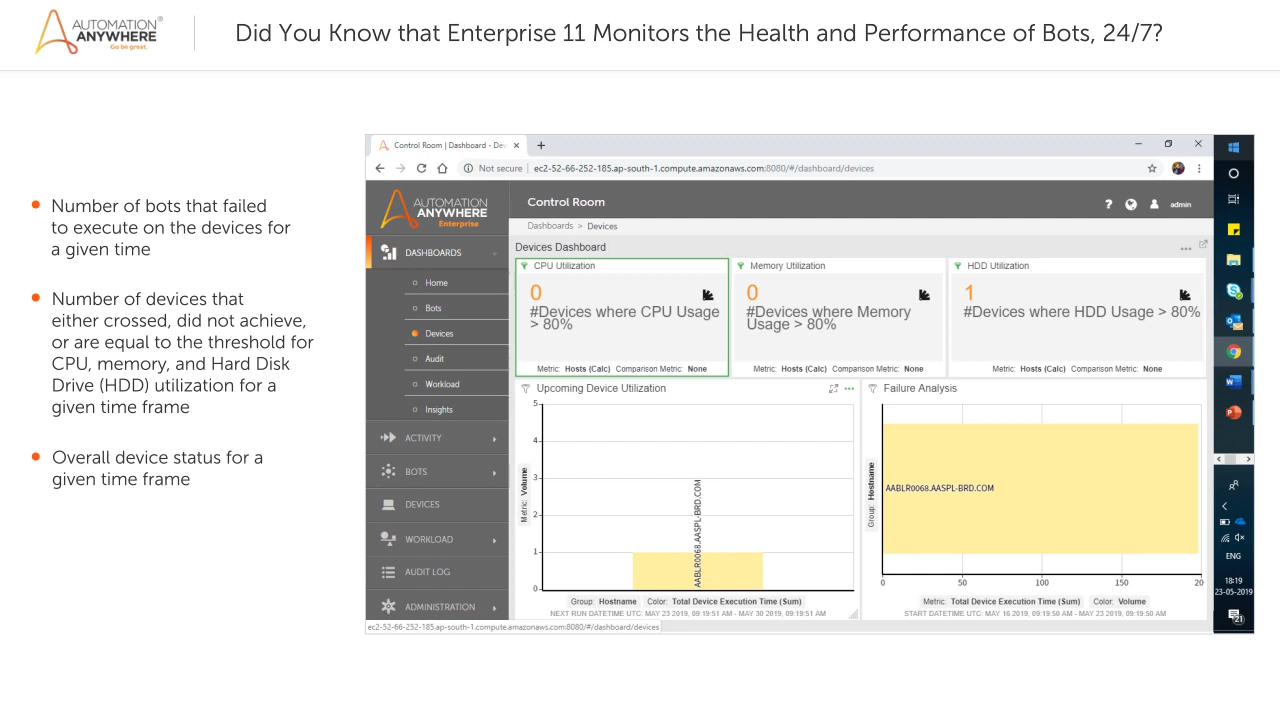 AUTOMATION
ANYWHERE®
Go be great.
Did You Know that Enterprise 11 Monitors the Health and Performance of Bots, 24/7?
Number of bots that failed
to execute on the devices for
a given time
Number of devices that
either crossed, did not achieve,
or are equal to the threshold for
CPU, memory, and Hard Disk
Drive (HDD) utilization for a
given time frame
Overall device status for a
given time frame
Control Room | Dashboard - Dev
Not secure | ec2-52-66-252-185.ap-south-1.compute.amazonaws.com:8080/#/dashboard/devices
AUTOMATION
ANYWHERE
Enterprise
Control Room
? admin
Dashboards > Devices
DASHBOARDS
Home
Bots
Devices
Audit
Workload
Insights
ACTIVITY
BOTS
DEVICES
WORKLOAD
AUDIT LOG
ADMINISTRATION
Devices Dashboard
CPU Utilization
0
#Devices where CPU Usage
> 80%
Metric: Hosts (Calc) Comparison Metric: None
Memory Utilization
0
#Devices where Memory
Usage > 80%
Metric: Hosts (Calc) Comparison Metric: None
HDD Utilization
1
#Devices where HDD Usage > 80%
Metric: Hosts (Calc) Comparison Metric: None
Upcoming Device Utilization
5
4
3
2
1
0
Metric: Volume
AABLR0068.AASPL-BRD.COM
Group: Hostname Color: Total Device Execution Time (Sum)
NEXT RUN DATETIME UTC: MAY 23 2019, 09:19:51 AM - MAY 30 2019, 09:19:51 AM
Failure Analysis
Group: Hostname
AABLR0068.AASPL-BRD.COM
0 50 100 150 20
Metric: Total Device Execution Time (Sum) Color: Volume
START DATETIME UTC: MAY 16 2019, 09:19:50 AM - MAY 23 2019, 09:19:50 AM
ec2-52-66-252-185.ap-south-1.compute.amazonaws.com:8080/#/dashboard/devices
ENG
18:19
23-05-2019
21